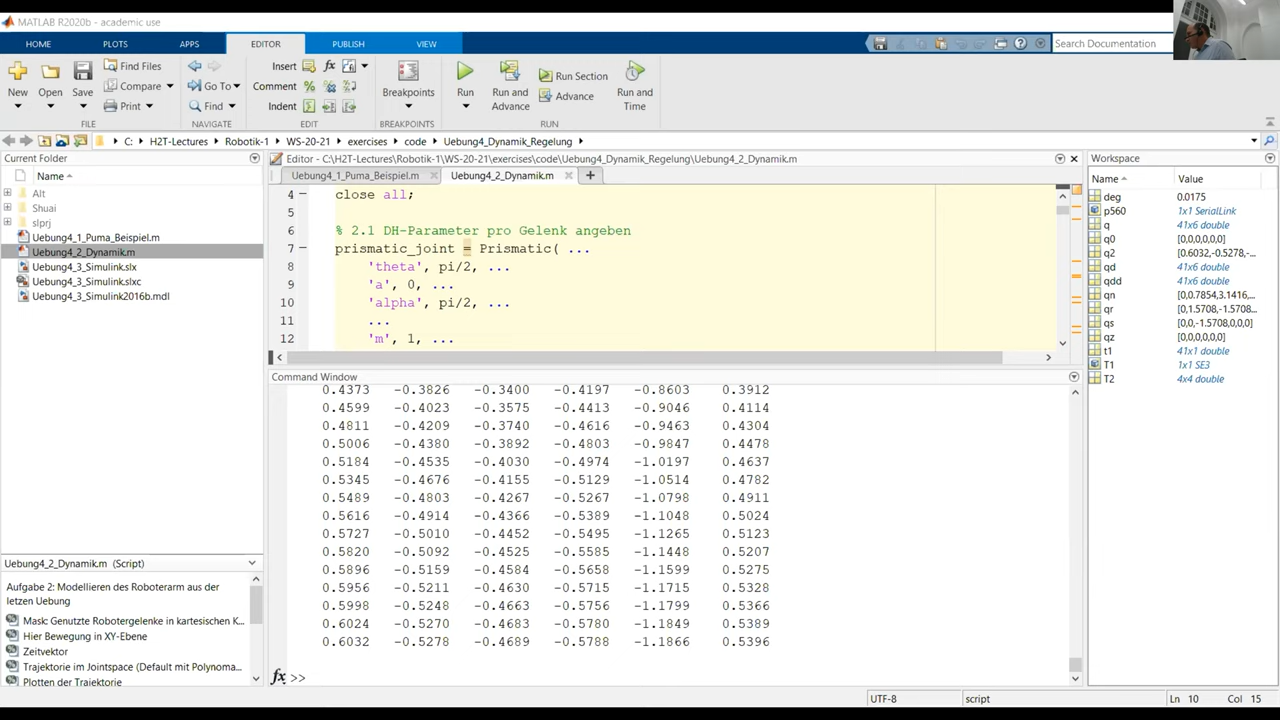 MATLAB R2020b - academic use
HOME PLOTS APPS EDITOR PUBLISH VIEW Search Documentation
New Open Save Find Files Compare Print
Go To Find
Insert Comment Indent
Breakpoints
Run Run and Advance Run Section Advance Run and Time
FILE NAVIGATE EDIT BREAKPOINTS RUN
C: ▸ H2T-Lectures ▸ Robotik-1 ▸ WS-20-21 ▸ exercises ▸ code ▸ Uebung4_Dynamik_Regelung ▸
Current Folder
Name
Alt
Shuai
slprj
Uebung4_1_Puma_Beispiel.m
Uebung4_2_Dynamik.m
Uebung4_3_Simulink.slx
Uebung4_3_Simulink.slxc
Uebung4_3_Simulink2016b.mdl
Uebung4_2_Dynamik.m (Script)
Aufgabe 2: Modellieren des Roboterarm aus der
letzen Uebung
Mask: Genutzte Robotergelenke in kartesischen K...
Hier Bewegung in XY-Ebene
Zeitvektor
Trajektorie im Jointspace (Default mit Polynoma...
Plotten der Trajektorie
Editor - C:\H2T-Lectures\Robotik-1\WS-20-21\exercises\code\Uebung4_Dynamik_Regelung\Uebung4_2_Dynamik.m
Uebung4_1_Puma_Beispiel.m Uebung4_2_Dynamik.m
4 close all;
5
6 % 2.1 DH-Parameter pro Gelenk angeben
7 prismatic_joint = Prismatic( ...
8 'theta', pi/2, ...
9 'a', 0, ...
10 'alpha', pi/2, ...
11 ...
12 'm', 1, ...
Command Window
0.4373 -0.3826 -0.3400 -0.4197 -0.8603 0.3912
0.4599 -0.4023 -0.3575 -0.4413 -0.9046 0.4114
0.4811 -0.4209 -0.3740 -0.4616 -0.9463 0.4304
0.5006 -0.4380 -0.3892 -0.4803 -0.9847 0.4478
0.5184 -0.4535 -0.4030 -0.4974 -1.0197 0.4637
0.5345 -0.4676 -0.4155 -0.5129 -1.0514 0.4782
0.5489 -0.4803 -0.4267 -0.5267 -1.0798 0.4911
0.5616 -0.4914 -0.4366 -0.5389 -1.1048 0.5024
0.5727 -0.5010 -0.4452 -0.5495 -1.1265 0.5123
0.5820 -0.5092 -0.4525 -0.5585 -1.1448 0.5207
0.5896 -0.5159 -0.4584 -0.5658 -1.1599 0.5275
0.5956 -0.5211 -0.4630 -0.5715 -1.1715 0.5328
0.5998 -0.5248 -0.4663 -0.5756 -1.1799 0.5366
0.6024 -0.5270 -0.4683 -0.5780 -1.1849 0.5389
0.6032 -0.5278 -0.4689 -0.5788 -1.1866 0.5396
fx >>
Workspace
Name Value
deg 0.0175
p560 1x1 SerialLink
q 41x6 double
q0 [0,0,0,0,0,0]
q2 [0.6032,-0.5278,-...
qd 41x6 double
qdd 41x6 double
qn [0,0.7854,3.1416,...
qr [0,1.5708,-1.5708...
qs [0,0,-1.5708,0,0,0]
qz [0,0,0,0,0,0]
t1 41x1 double
T1 1x1 SE3
T2 4x4 double
UTF-8 script Ln 10 Col 15